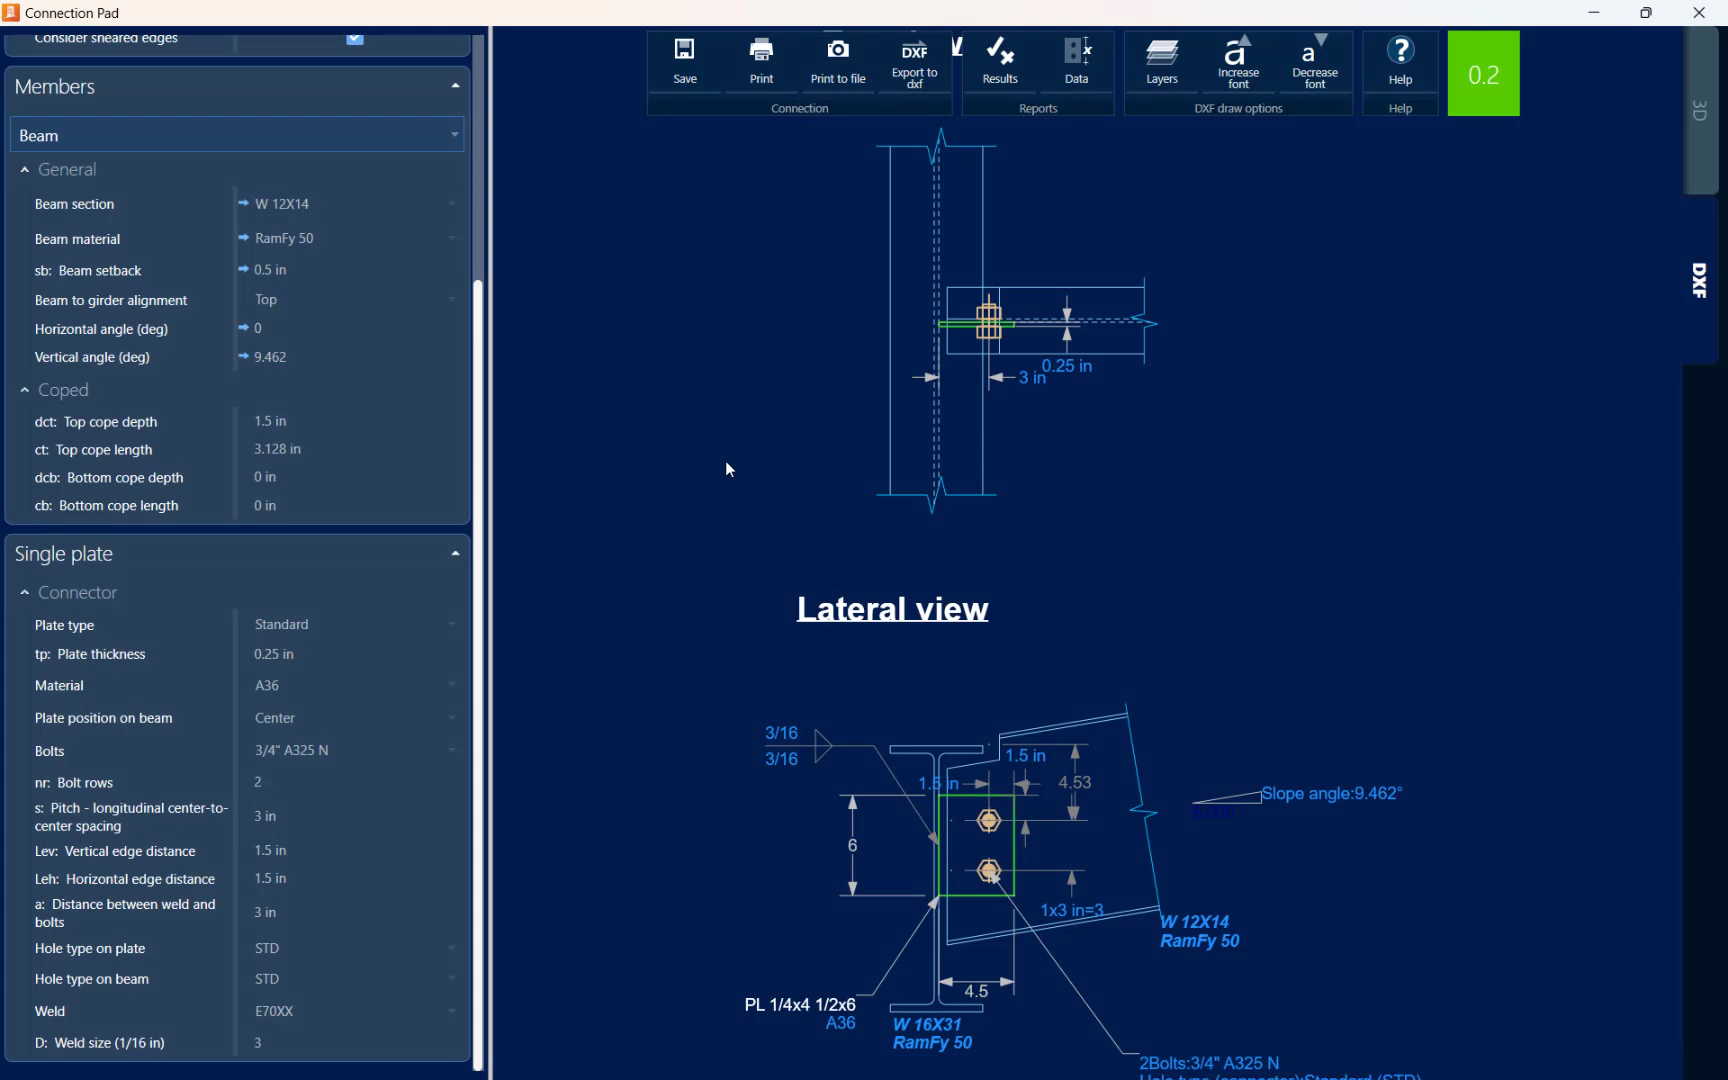 Connection Pad
Consider sheared edges
Members
Beam
General
Beam section W 12X14
Beam material RamFy 50
sb: Beam setback 0.5 in
Beam to girder alignment Top
Horizontal angle (deg) 0
Vertical angle (deg) 9.462
Coped
dct: Top cope depth 1.5 in
ct: Top cope length 3.128 in
dcb: Bottom cope depth 0 in
cb: Bottom cope length 0 in
Single plate
Connector
Plate type Standard
tp: Plate thickness 0.25 in
Material A36
Plate position on beam Center
Bolts 3/4" A325 N
nr: Bolt rows 2
s: Pitch - longitudinal center-to-
center spacing 3 in
Lev: Vertical edge distance 1.5 in
Leh: Horizontal edge distance 1.5 in
a: Distance between weld and
bolts 3 in
Hole type on plate STD
Hole type on beam STD
Weld E70XX
D: Weld size (1/16 in) 3
Save
Print
Print to file
DXF
Export to
dxf
Connection
Results
x
Data
Reports
Layers
a
Increase
font
a
Decrease
font
DXF draw options
?
Help
Help
0.2
3D
DXF
0.25 in
3 in
Lateral view
3/16
3/16
1.5 in
1.5 in
4.53
Slope angle:9.462°
6
1x3 in=3
W 12X14
RamFy 50
4.5
PL 1/4x4 1/2x6
A36
W 16X31
RamFy 50
2Bolts:3/4" A325 N
Hole type (connector):Standard (STD)